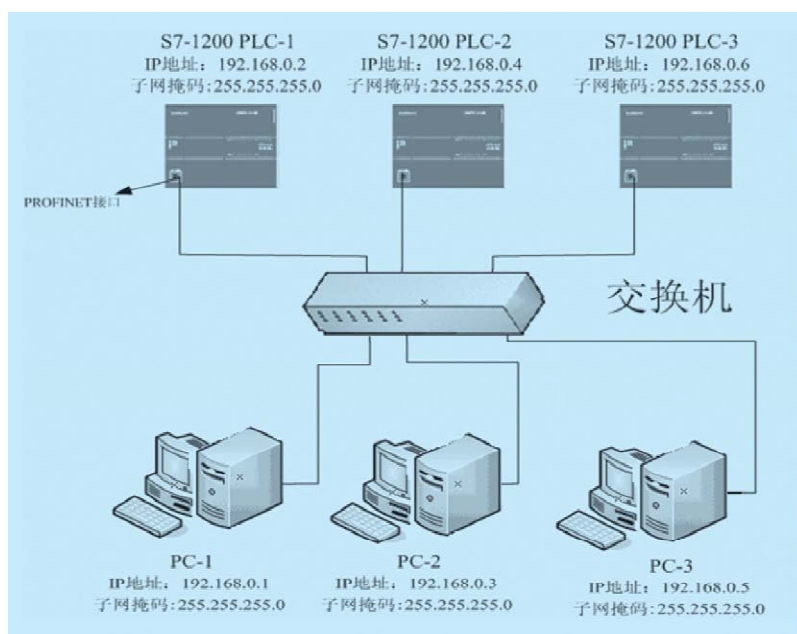 S7-1200 PLC-1
IP地址：192.168.0.2
子网掩码:255.255.255.0
S7-1200 PLC-2
IP地址：192.168.0.4
子网掩码:255.255.255.0
S7-1200 PLC-3
IP地址：192.168.0.6
子网掩码:255.255.255.0
PROFINET接口
交换机
PC-1
IP地址：192.168.0.1
子网掩码:255.255.255.0
PC-2
IP地址：192.168.0.3
子网掩码:255.255.255.0
PC-3
IP地址：192.168.0.5
子网掩码:255.255.255.0